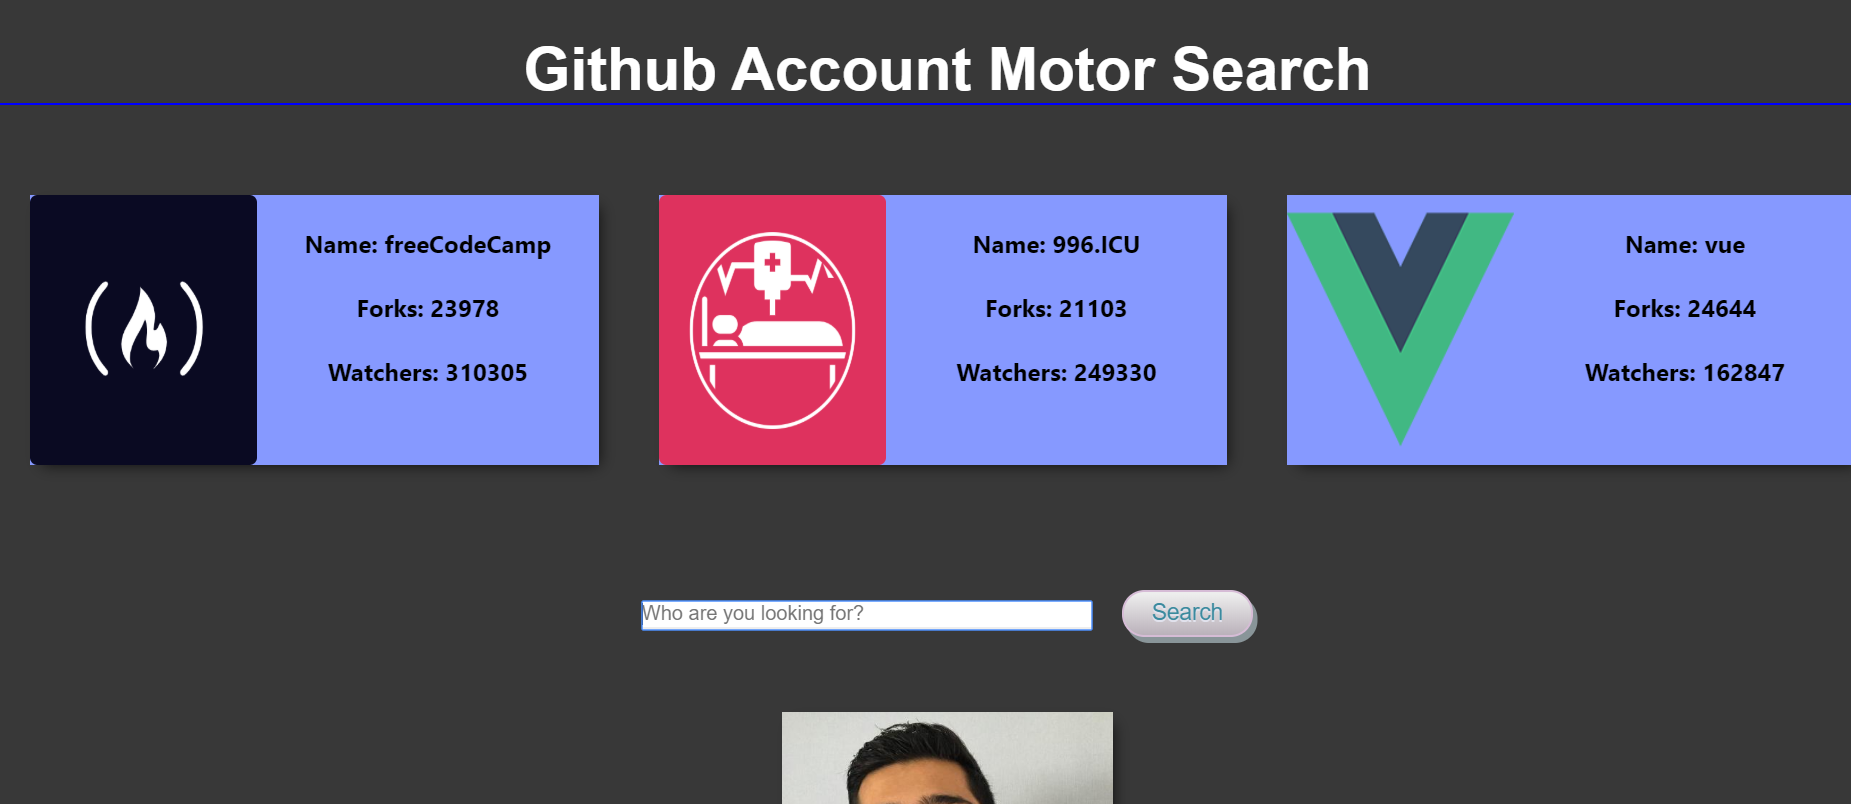 Github Account Motor Search
Name: freeCodeCamp
Forks: 23978
Watchers: 310305
Name: 996.ICU
Forks: 21103
Watchers: 249330
Name: vue
Forks: 24644
Watchers: 162847
Who are you looking for?
Search